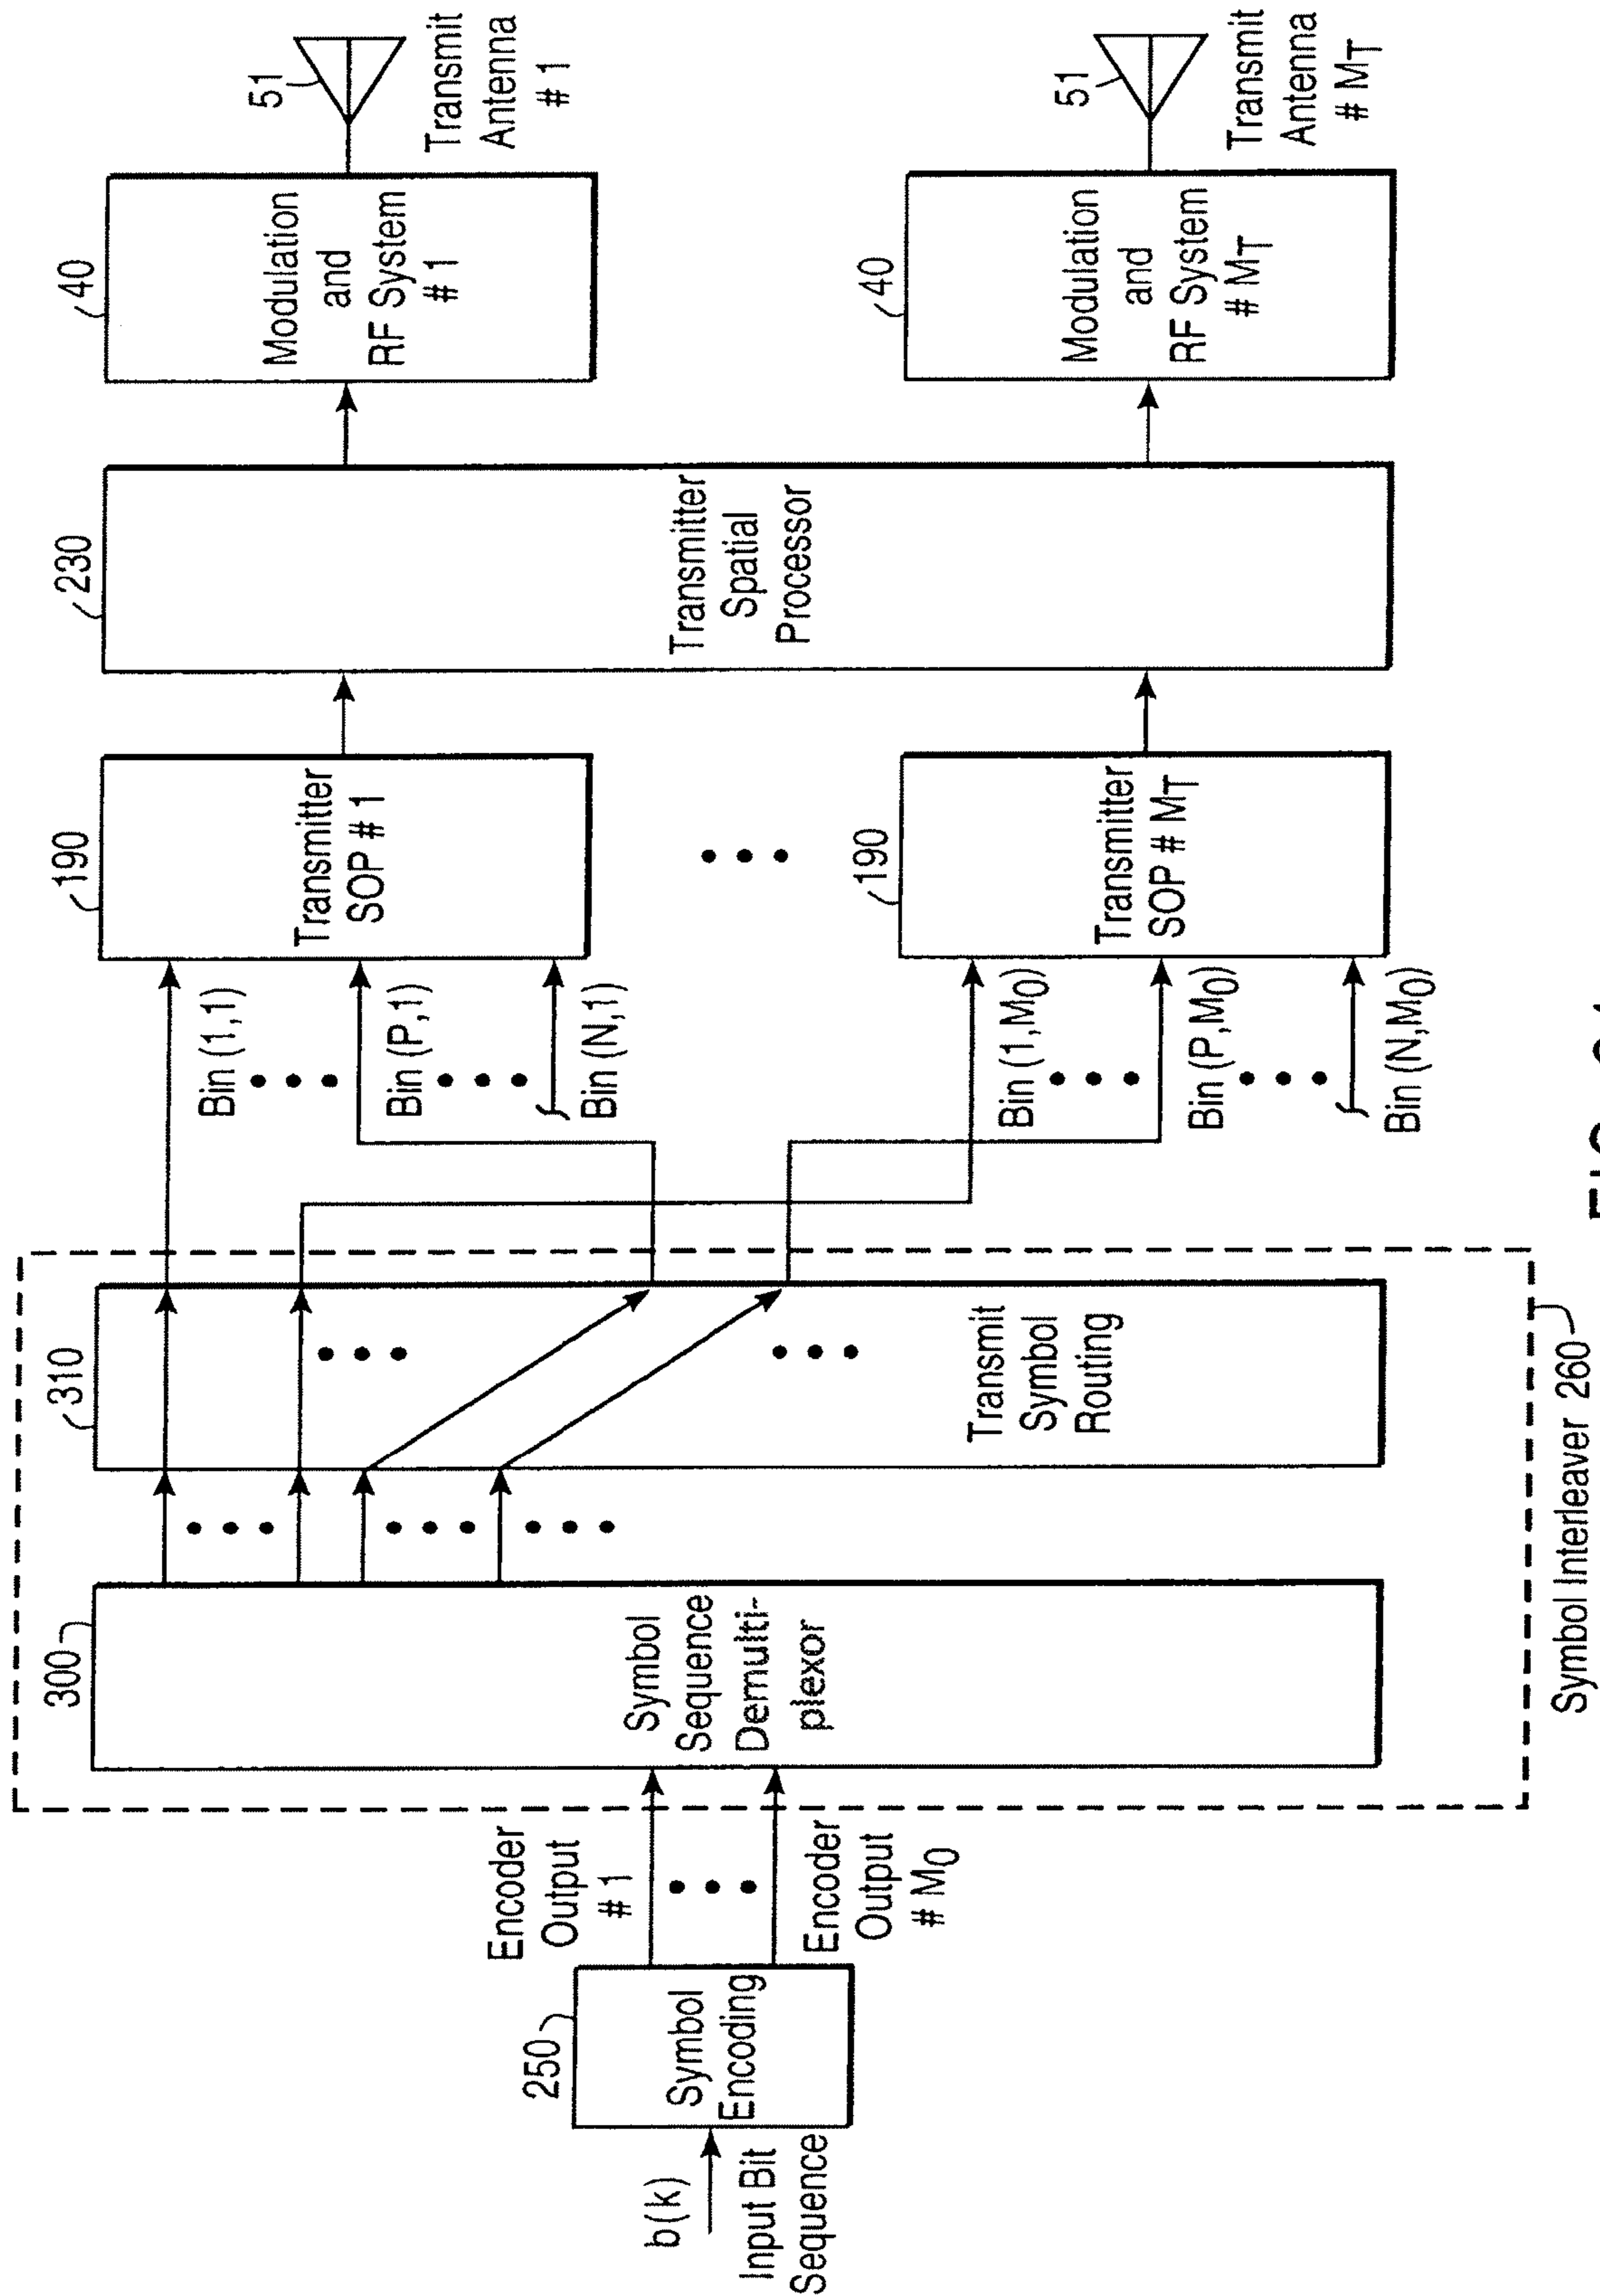 b(k)
Input Bit
Sequence
250
Symbol
Encoding
Encoder
Output
# 1
Encoder
Output
# M0
300
Symbol
Sequence
Demulti-
plexor
310
Transmit
Symbol
Routing
Symbol Interleaver 260
Bin (1,1)
Bin (P,1)
Bin (N,1)
Bin (1,M0)
Bin (P,M0)
Bin (N,M0)
190
Transmitter
SOP # 1
190
Transmitter
SOP # MT
230
Transmitter
Spatial
Processor
40
Modulation
and
RF System
# 1
40
Modulation
and
RF System
# MT
51
Transmit
Antenna
# 1
51
Transmit
Antenna
# MT